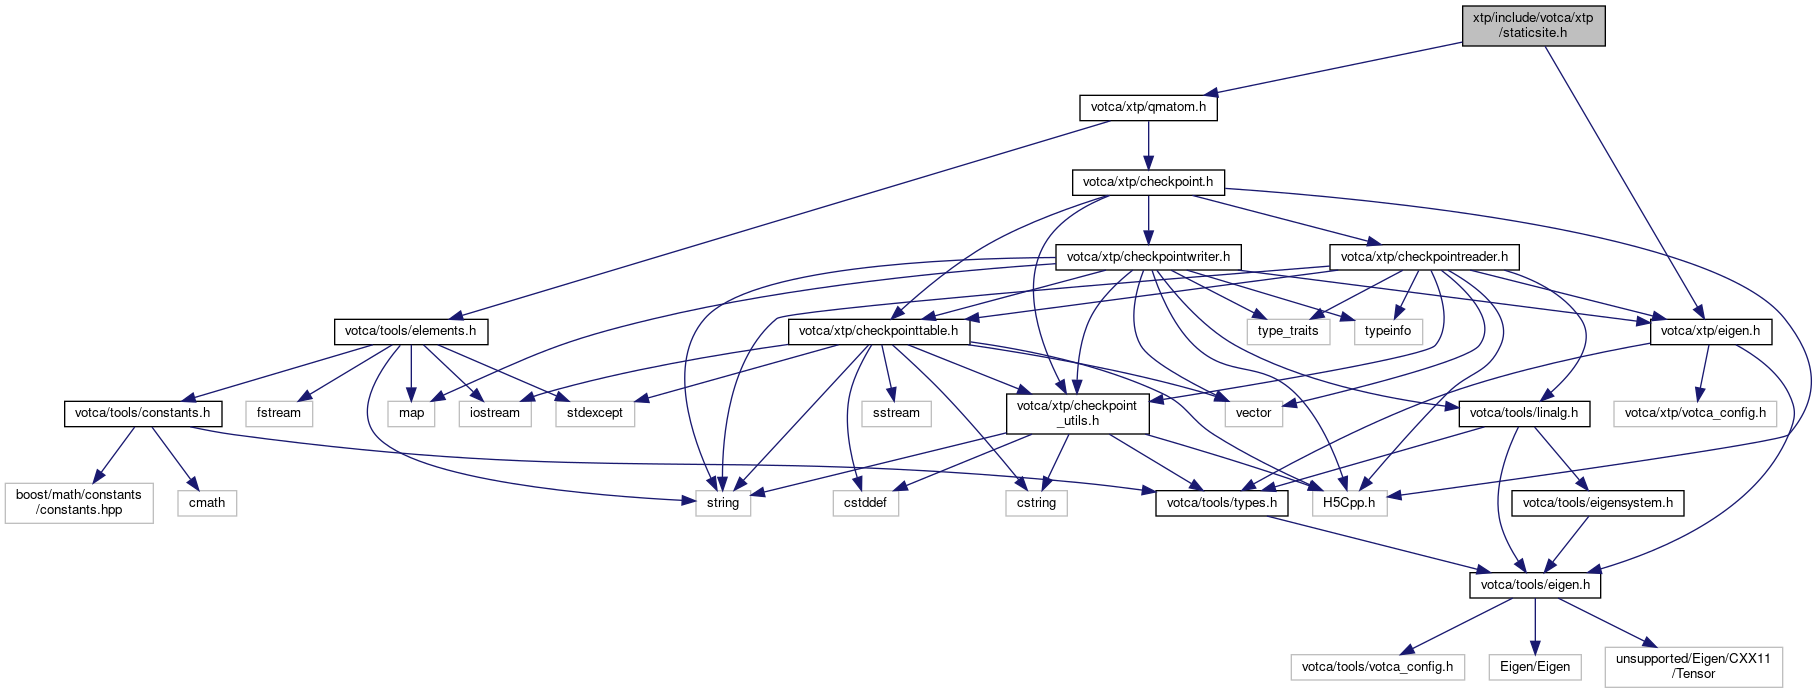 xtp/include/votca/xtp
/staticsite.h
votca/xtp/qmatom.h
votca/xtp/checkpoint.h
votca/xtp/checkpointwriter.h
votca/xtp/checkpointreader.h
votca/tools/elements.h
votca/xtp/checkpointtable.h
type_traits
typeinfo
votca/xtp/eigen.h
votca/tools/constants.h
fstream
map
iostream
stdexcept
sstream
votca/xtp/checkpoint
_utils.h
vector
votca/tools/linalg.h
votca/xtp/votca_config.h
boost/math/constants
/constants.hpp
cmath
string
cstddef
cstring
votca/tools/types.h
H5Cpp.h
votca/tools/eigensystem.h
votca/tools/eigen.h
votca/tools/votca_config.h
Eigen/Eigen
unsupported/Eigen/CXX11
/Tensor